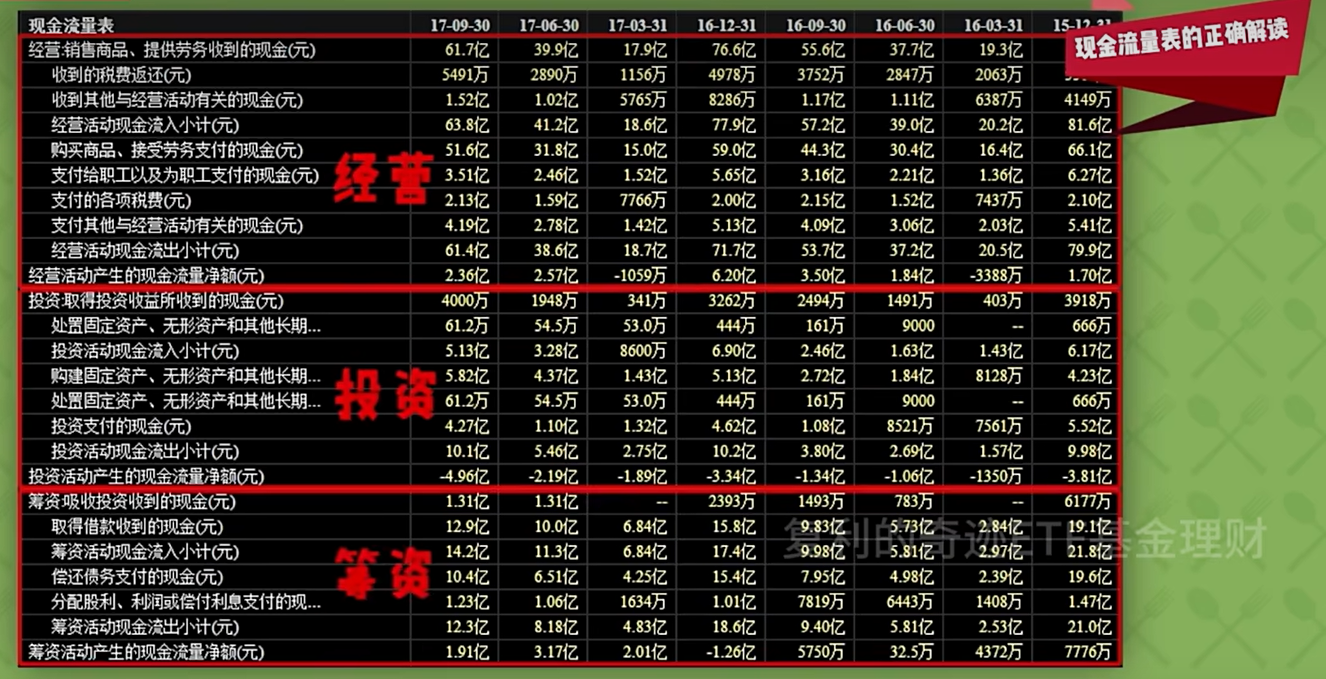 现金流量表 17-09-30 17-06-30 17-03-31 16-12-31 16-09-30 16-06-30 16-03-31 15-12-31
现金流量表的正确解读
经营:销售商品、提供劳务收到的现金(元) 61.7亿 39.9亿 17.9亿 76.6亿 55.6亿 37.7亿 19.3亿
收到的税费返还(元) 5491万 2890万 1156万 4978万 3752万 2847万 2063万
收到其他与经营活动有关的现金(元) 1.52亿 1.02亿 5765万 8286万 1.17亿 1.11亿 6387万 4149万
经营活动现金流入小计(元) 63.8亿 41.2亿 18.6亿 77.9亿 57.2亿 39.0亿 20.2亿 81.6亿
购买商品、接受劳务支付的现金(元) 51.6亿 31.8亿 15.0亿 59.0亿 44.3亿 30.4亿 16.4亿 66.1亿
经营
支付给职工以及为职工支付的现金(元) 3.51亿 2.46亿 1.52亿 5.65亿 3.16亿 2.21亿 1.36亿 6.27亿
支付的各项税费(元) 2.13亿 1.59亿 7766万 2.00亿 2.15亿 1.52亿 7437万 2.10亿
支付其他与经营活动有关的现金(元) 4.19亿 2.78亿 1.42亿 5.13亿 4.09亿 3.06亿 2.03亿 5.41亿
经营活动现金流出小计(元) 61.4亿 38.6亿 18.7亿 71.7亿 53.7亿 37.2亿 20.5亿 79.9亿
经营活动产生的现金流量净额(元) 2.36亿 2.57亿 -1059万 6.20亿 3.50亿 1.84亿 -3388万 1.70亿
投资:取得投资收益所收到的现金(元) 4000万 1948万 341万 3262万 2494万 1491万 403万 3918万
处置固定资产、无形资产和其他长期... 61.2万 54.5万 53.0万 444万 161万 9000 -- 666万
投资活动现金流入小计(元) 5.13亿 3.28亿 8600万 6.90亿 2.46亿 1.63亿 1.43亿 6.17亿
购建固定资产、无形资产和其他长期... 5.82亿 4.37亿 1.43亿 5.13亿 2.72亿 1.84亿 8128万 4.23亿
投资
处置固定资产、无形资产和其他长期... 61.2万 54.5万 53.0万 444万 161万 9000 -- 666万
投资支付的现金(元) 4.27亿 1.10亿 1.32亿 4.62亿 1.08亿 8521万 7561万 5.52亿
投资活动现金流出小计(元) 10.1亿 5.46亿 2.75亿 10.2亿 3.80亿 2.69亿 1.57亿 9.98亿
投资活动产生的现金流量净额(元) -4.96亿 -2.19亿 -1.89亿 -3.34亿 -1.34亿 -1.06亿 -1350万 -3.81亿
筹资:吸收投资收到的现金(元) 1.31亿 1.31亿 -- 2393万 1493万 783万 -- 6177万
取得借款收到的现金(元) 12.9亿 10.0亿 6.84亿 15.8亿 9.83亿 5.73亿 2.84亿 19.1亿
复利的奇迹ETF基金理财
筹资活动现金流入小计(元) 14.2亿 11.3亿 6.84亿 17.4亿 9.98亿 5.81亿 2.97亿 21.8亿
筹资
偿还债务支付的现金(元) 10.4亿 6.51亿 4.25亿 15.4亿 7.95亿 4.98亿 2.39亿 19.6亿
分配股利、利润或偿付利息支付的现... 1.23亿 1.06亿 1634万 1.01亿 7819万 6443万 1408万 1.47亿
筹资活动现金流出小计(元) 12.3亿 8.18亿 4.83亿 18.6亿 9.40亿 5.81亿 2.53亿 21.0亿
筹资活动产生的现金流量净额(元) 1.91亿 3.17亿 2.01亿 -1.26亿 5750万 32.5万 4372万 7776万